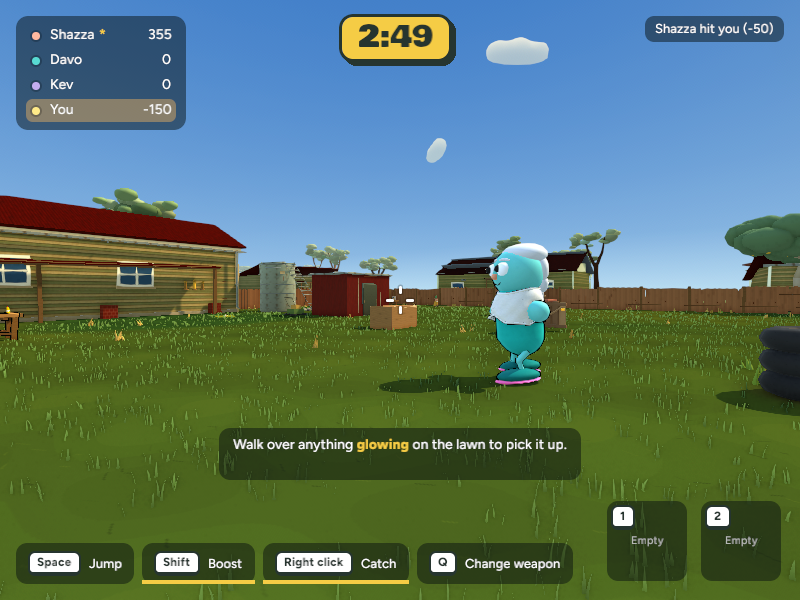 Shazza * 355
Davo 0
Kev 0
You -150
2:49
Shazza hit you (-50)
Walk over anything glowing on the lawn to pick it up.
1
Empty
2
Empty
Space Jump
Shift Boost
Right click Catch
Q Change weapon